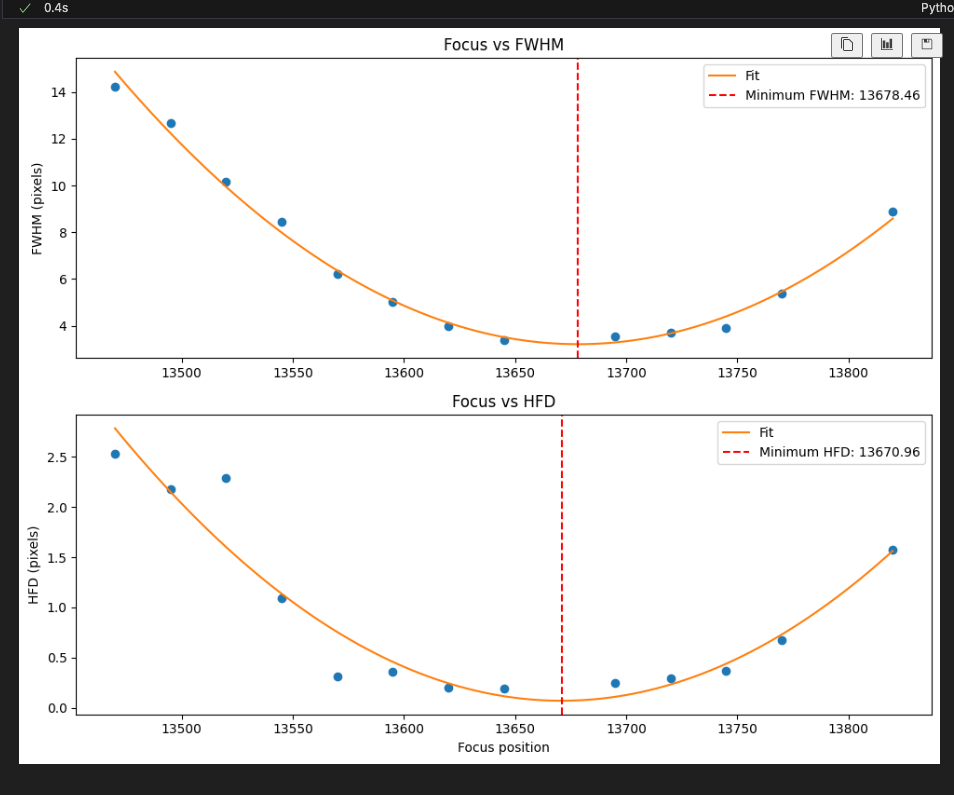 0.4s
Pytho
Focus vs FWHM
Fit
Minimum FWHM: 13678.46
FWHM (pixels)
14
12
10
8
6
4
13500
13550
13600
13650
13700
13750
13800
Focus vs HFD
Fit
Minimum HFD: 13670.96
HFD (pixels)
2.5
2.0
1.5
1.0
0.5
0.0
13500
13550
13600
13650
13700
13750
13800
Focus position